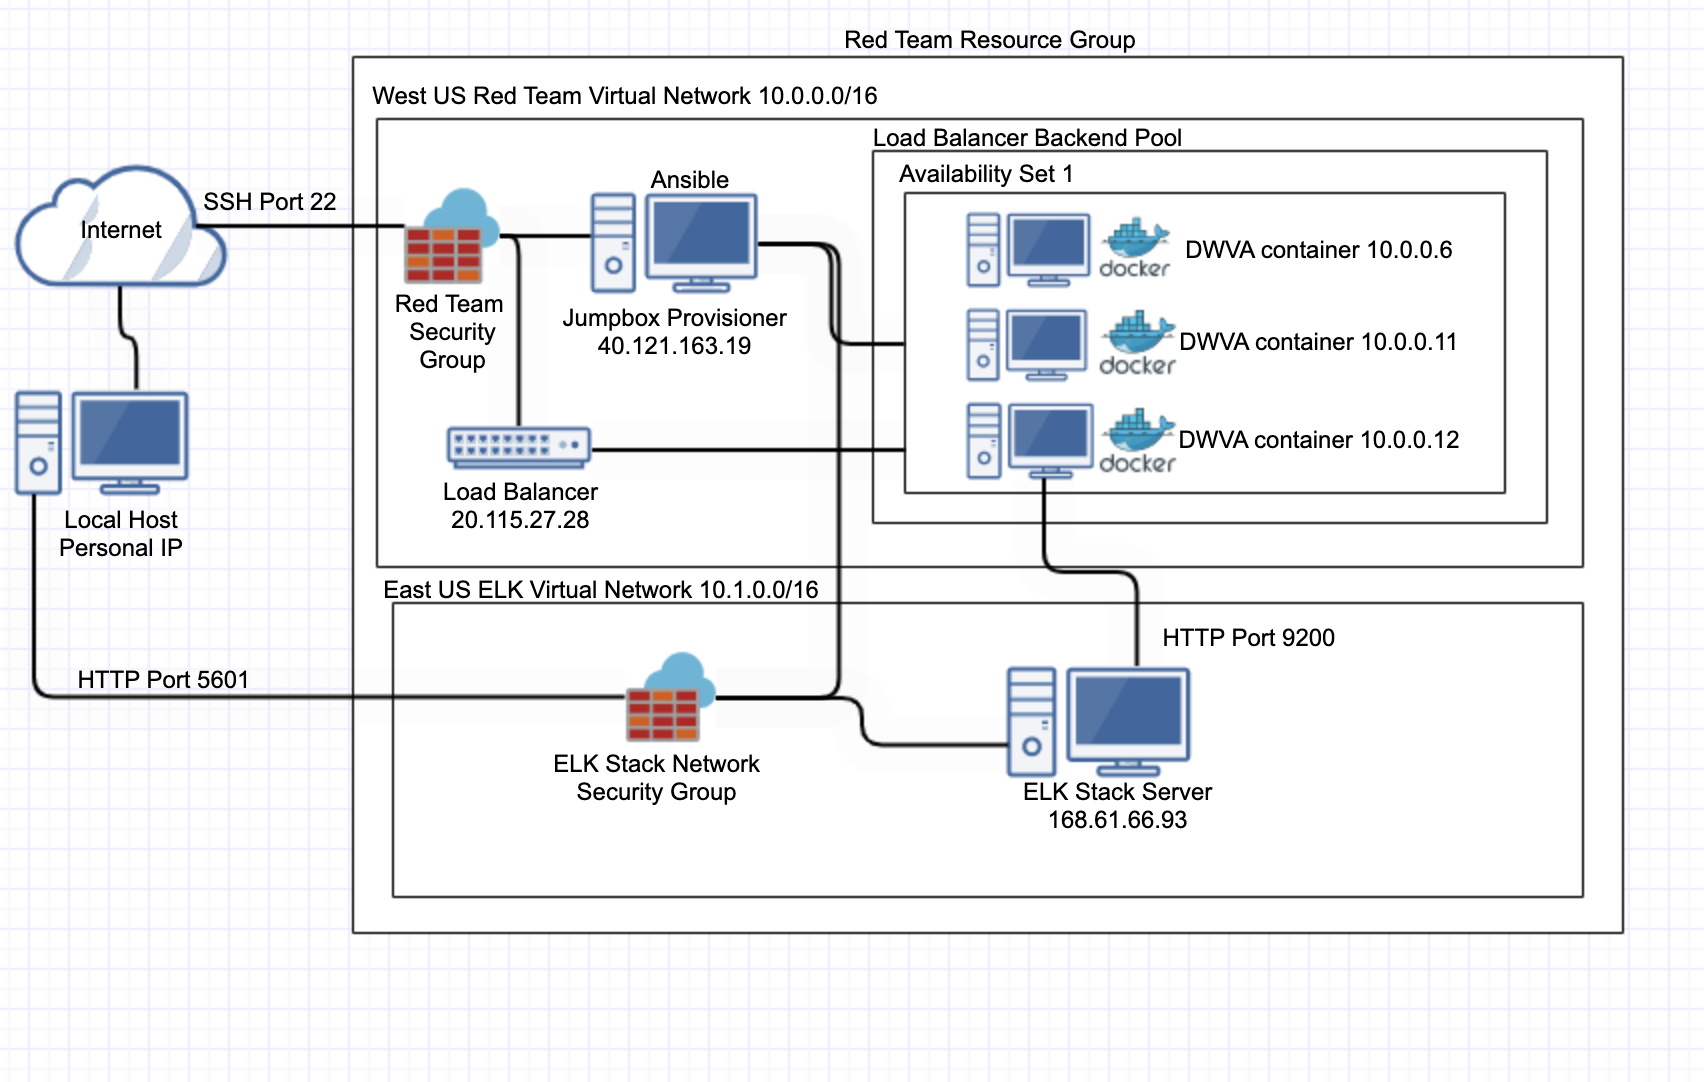 Red Team Resource Group
West US Red Team Virtual Network 10.0.0.0/16
Load Balancer Backend Pool
Availability Set 1
Internet
SSH Port 22
Ansible
Red Team
Security
Group
Jumpbox Provisioner
40.121.163.19
docker
DWVA container 10.0.0.6
docker
DWVA container 10.0.0.11
docker
DWVA container 10.0.0.12
Load Balancer
20.115.27.28
Local Host
Personal IP
East US ELK Virtual Network 10.1.0.0/16
HTTP Port 9200
HTTP Port 5601
ELK Stack Network
Security Group
ELK Stack Server
168.61.66.93